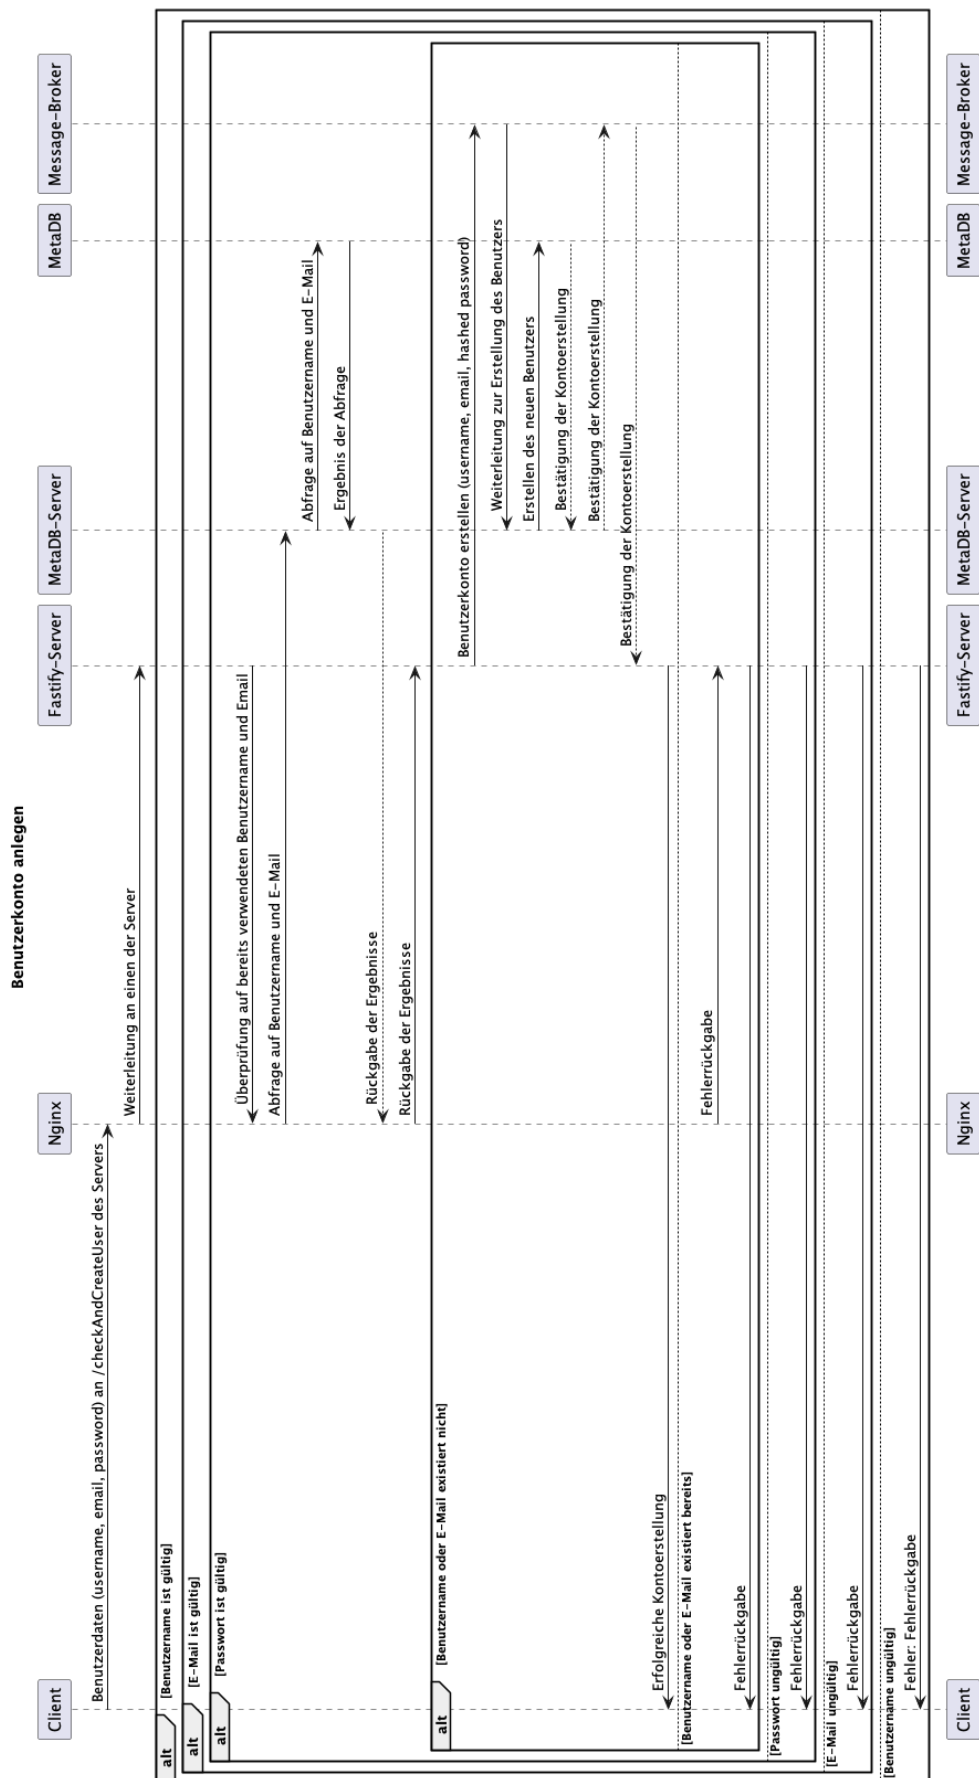 Benutzerkonto anlegen
Client
Nginx
Fastify-Server
MetaDB-Server
MetaDB
Message-Broker
Benutzerdaten (username, email, password) an /checkAndCreateUser des Servers
Weiterleitung an einen der Server
alt
[Benutzername ist gültig]
alt
[E-Mail ist gültig]
alt
[Passwort ist gültig]
Überprüfung auf bereits verwendeten Benutzername und Email
Abfrage auf Benutzername und E-Mail
Abfrage auf Benutzername und E-Mail
Ergebnis der Abfrage
Rückgabe der Ergebnisse
Rückgabe der Ergebnisse
alt
[Benutzername oder E-Mail existiert nicht]
Benutzerkonto erstellen (username, email, hashed password)
Weiterleitung zur Erstellung des Benutzers
Erstellen des neuen Benutzers
Bestätigung der Kontoerstellung
Bestätigung der Kontoerstellung
Bestätigung der Kontoerstellung
Erfolgreiche Kontoerstellung
[Benutzername oder E-Mail existiert bereits]
Fehlerrückgabe
Fehlerrückgabe
[Passwort ungültig]
Fehlerrückgabe
[E-Mail ungültig]
Fehlerrückgabe
[Benutzername ungültig]
Fehler: Fehlerrückgabe
Client
Nginx
Fastify-Server
MetaDB-Server
MetaDB
Message-Broker